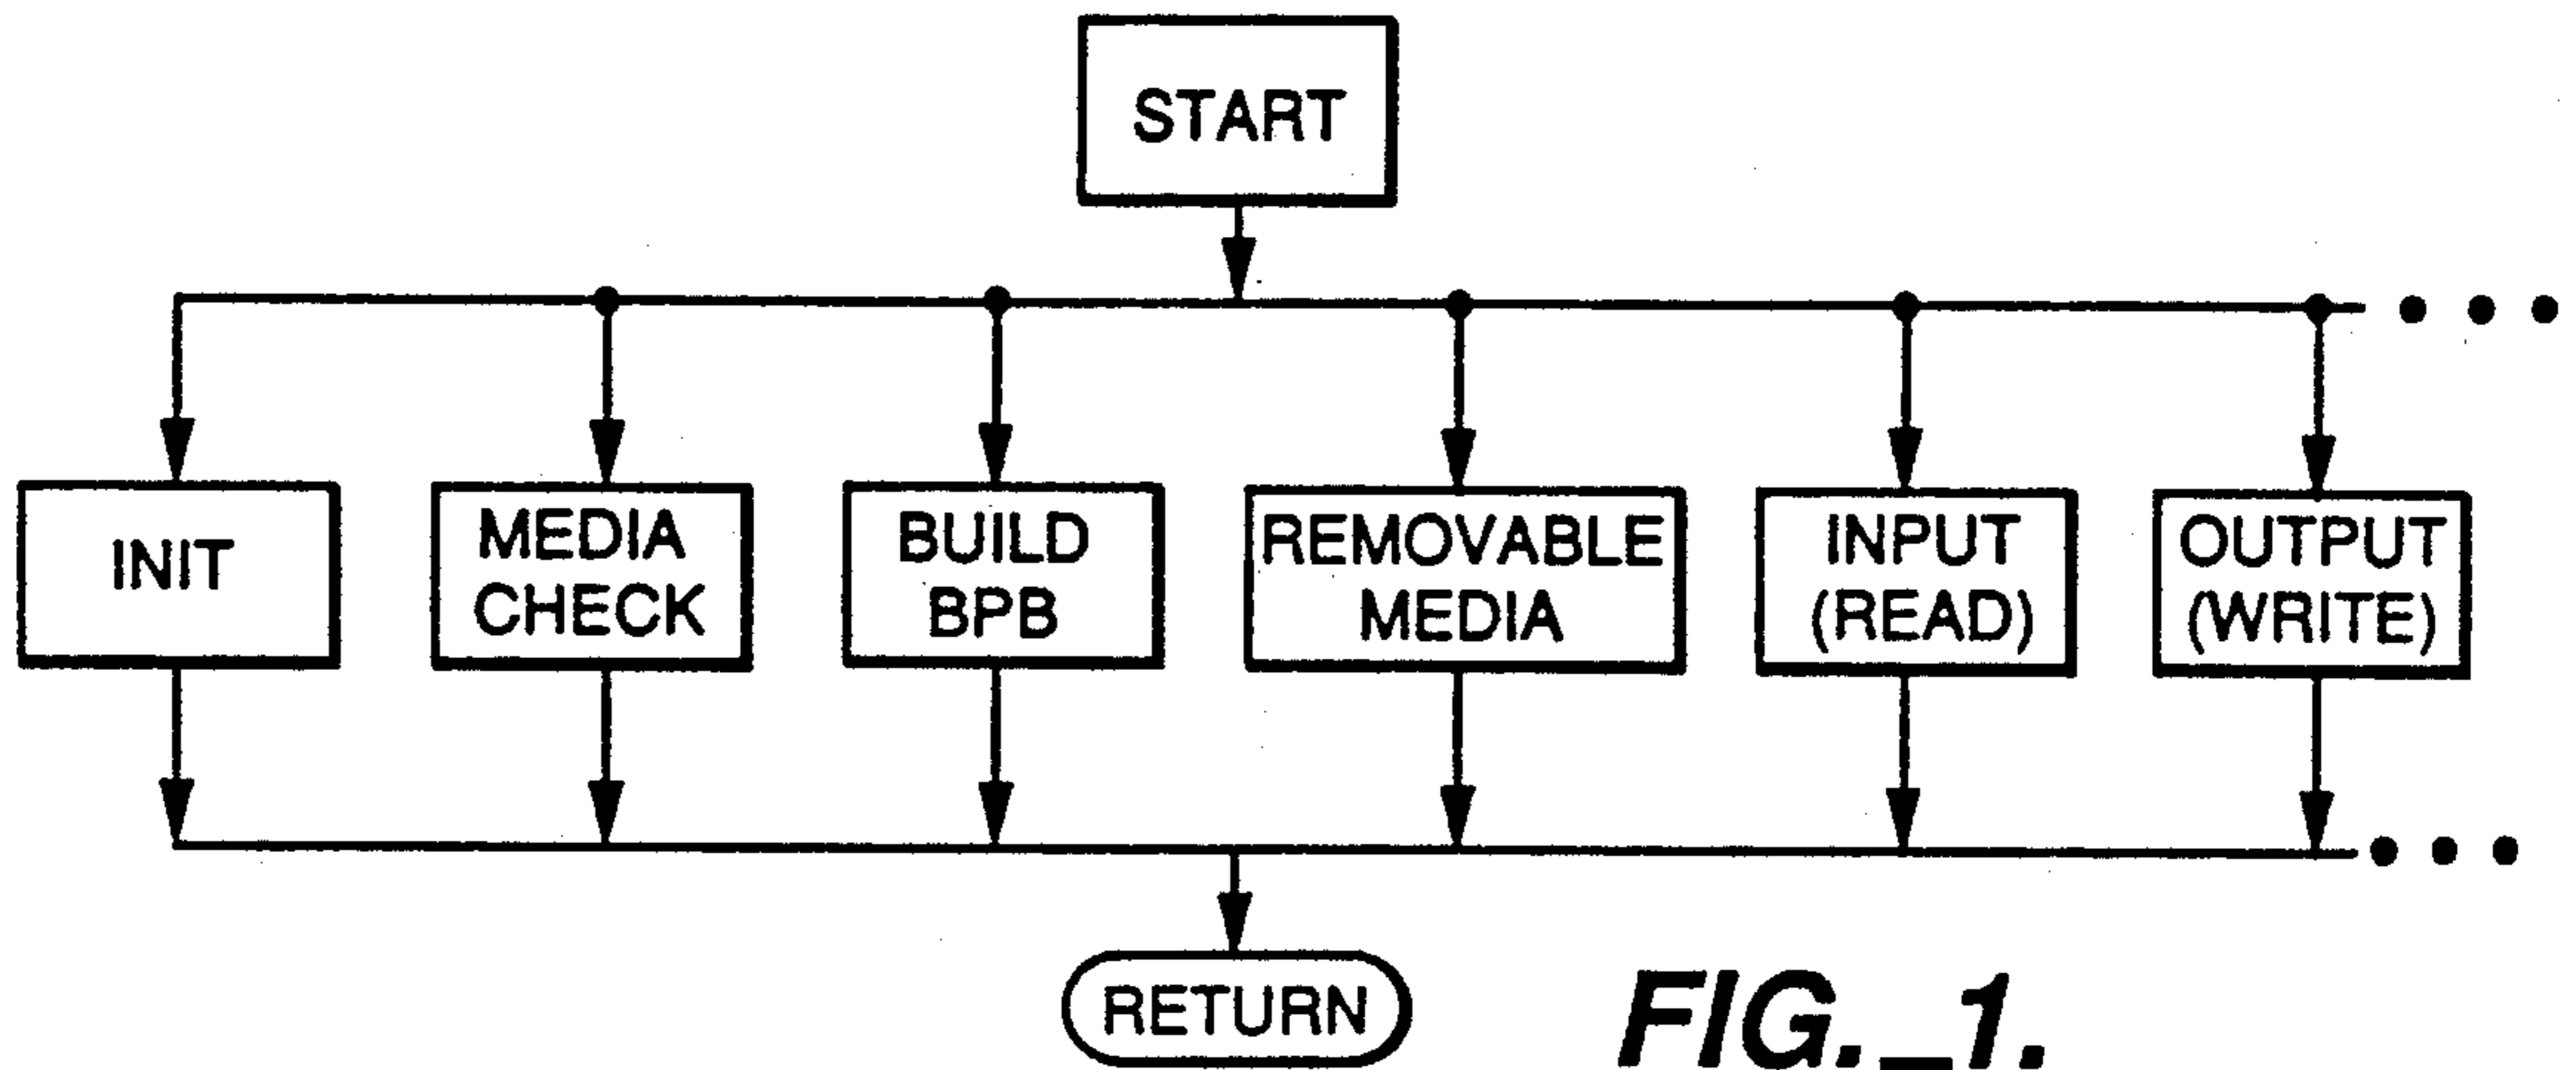 START
INIT
MEDIA
CHECK
BUILD
BPB
REMOVABLE
MEDIA
INPUT
(READ)
OUTPUT
(WRITE)
RETURN
FIG._1.